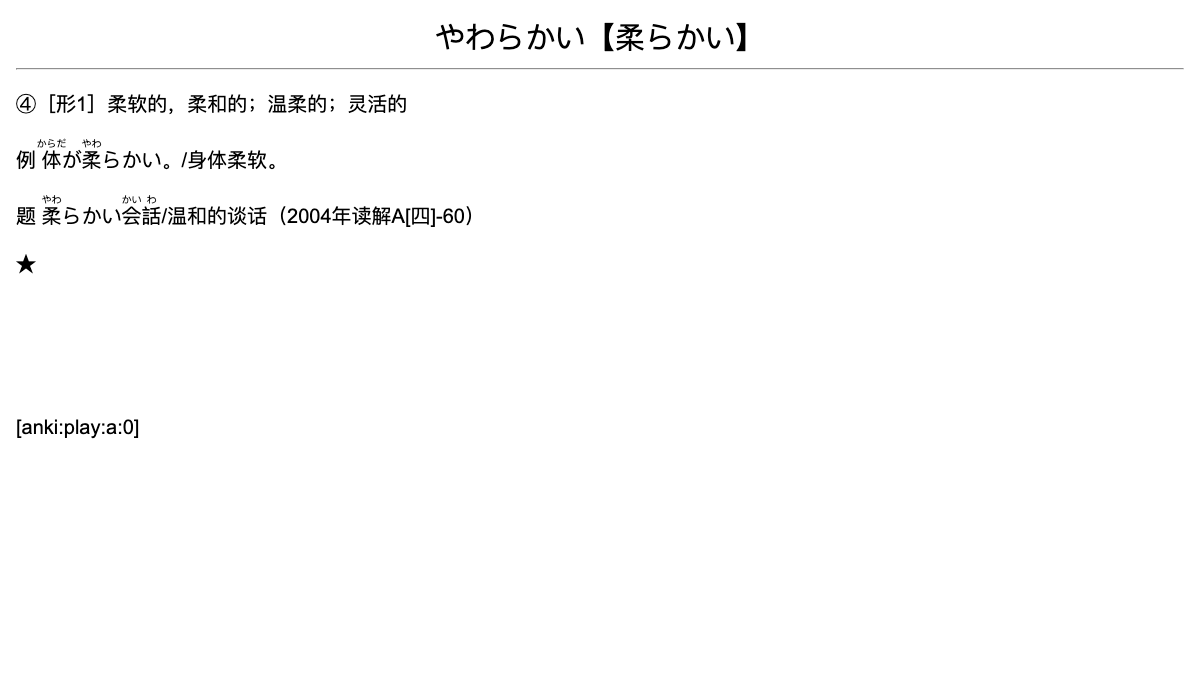 やわらかい【柔らかい】
④［形1］柔软的，柔和的；温柔的；灵活的
からだ やわ
例 体が柔らかい。/身体柔软。
やわ かい わ
题 柔らかい会話/温和的谈话（2004年读解A[四]-60）
★
[anki:play:a:0]